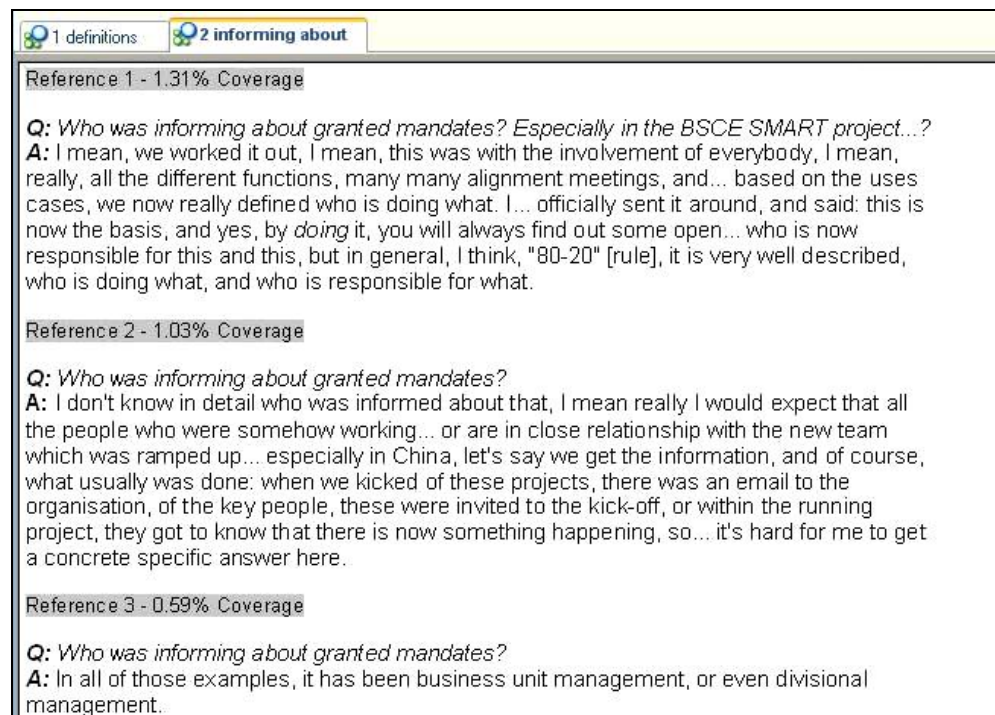 1 definitions 2 informing about
Reference 1 - 1.31% Coverage
Q: Who was informing about granted mandates? Especially in the BSCE SMART project...?
A: I mean, we worked it out, I mean, this was with the involvement of everybody, I mean,
really, all the different functions, many many alignment meetings, and... based on the uses
cases, we now really defined who is doing what. I... officially sent it around, and said: this is
now the basis, and yes, by doing it, you will always find out some open... who is now
responsible for this and this, but in general, I think, "80-20" [rule], it is very well described,
who is doing what, and who is responsible for what.
Reference 2 - 1.03% Coverage
Q: Who was informing about granted mandates?
A: I don't know in detail who was informed about that, I mean really I would expect that all
the people who were somehow working... or are in close relationship with the new team
which was ramped up... especially in China, let's say we get the information, and of course,
what usually was done: when we kicked of these projects, there was an email to the
organisation, of the key people, these were invited to the kick-off, or within the running
project, they got to know that there is now something happening, so... it's hard for me to get
a concrete specific answer here.
Reference 3 - 0.59% Coverage
Q: Who was informing about granted mandates?
A: In all of those examples, it has been business unit management, or even divisional
management.